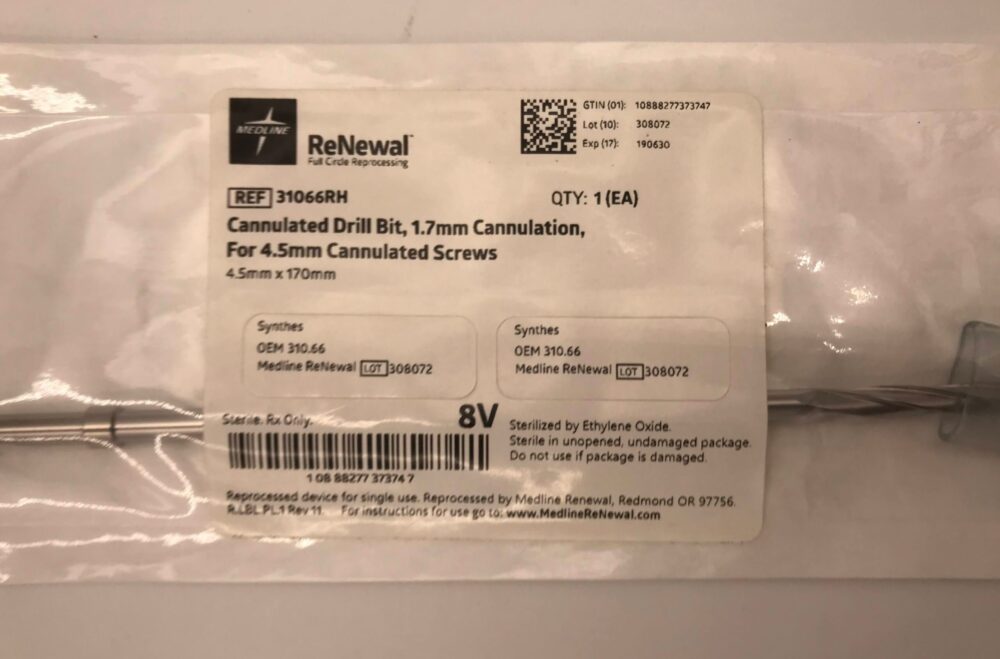 MEDLINE
ReNewal™
Full Circle Reprocessing
GTIN (01): 10888277373747
Lot (10): 308072
Exp (17): 190630
REF 31066RH
QTY: 1 (EA)
Cannulated Drill Bit, 1.7mm Cannulation,
For 4.5mm Cannulated Screws
4.5mm x 170mm
Synthes
OEM 310.66
Medline ReNewal LOT 308072
Synthes
OEM 310.66
Medline ReNewal LOT 308072
Sterile. Rx Only.
8V
1 08 88277 37374 7
Sterilized by Ethylene Oxide.
Sterile in unopened, undamaged package.
Do not use if package is damaged.
Reprocessed device for single use. Reprocessed by Medline Renewal, Redmond OR 97756.
R.LBL.PL.1 Rev 11. For instructions for use go to: www.MedlineReNewal.com